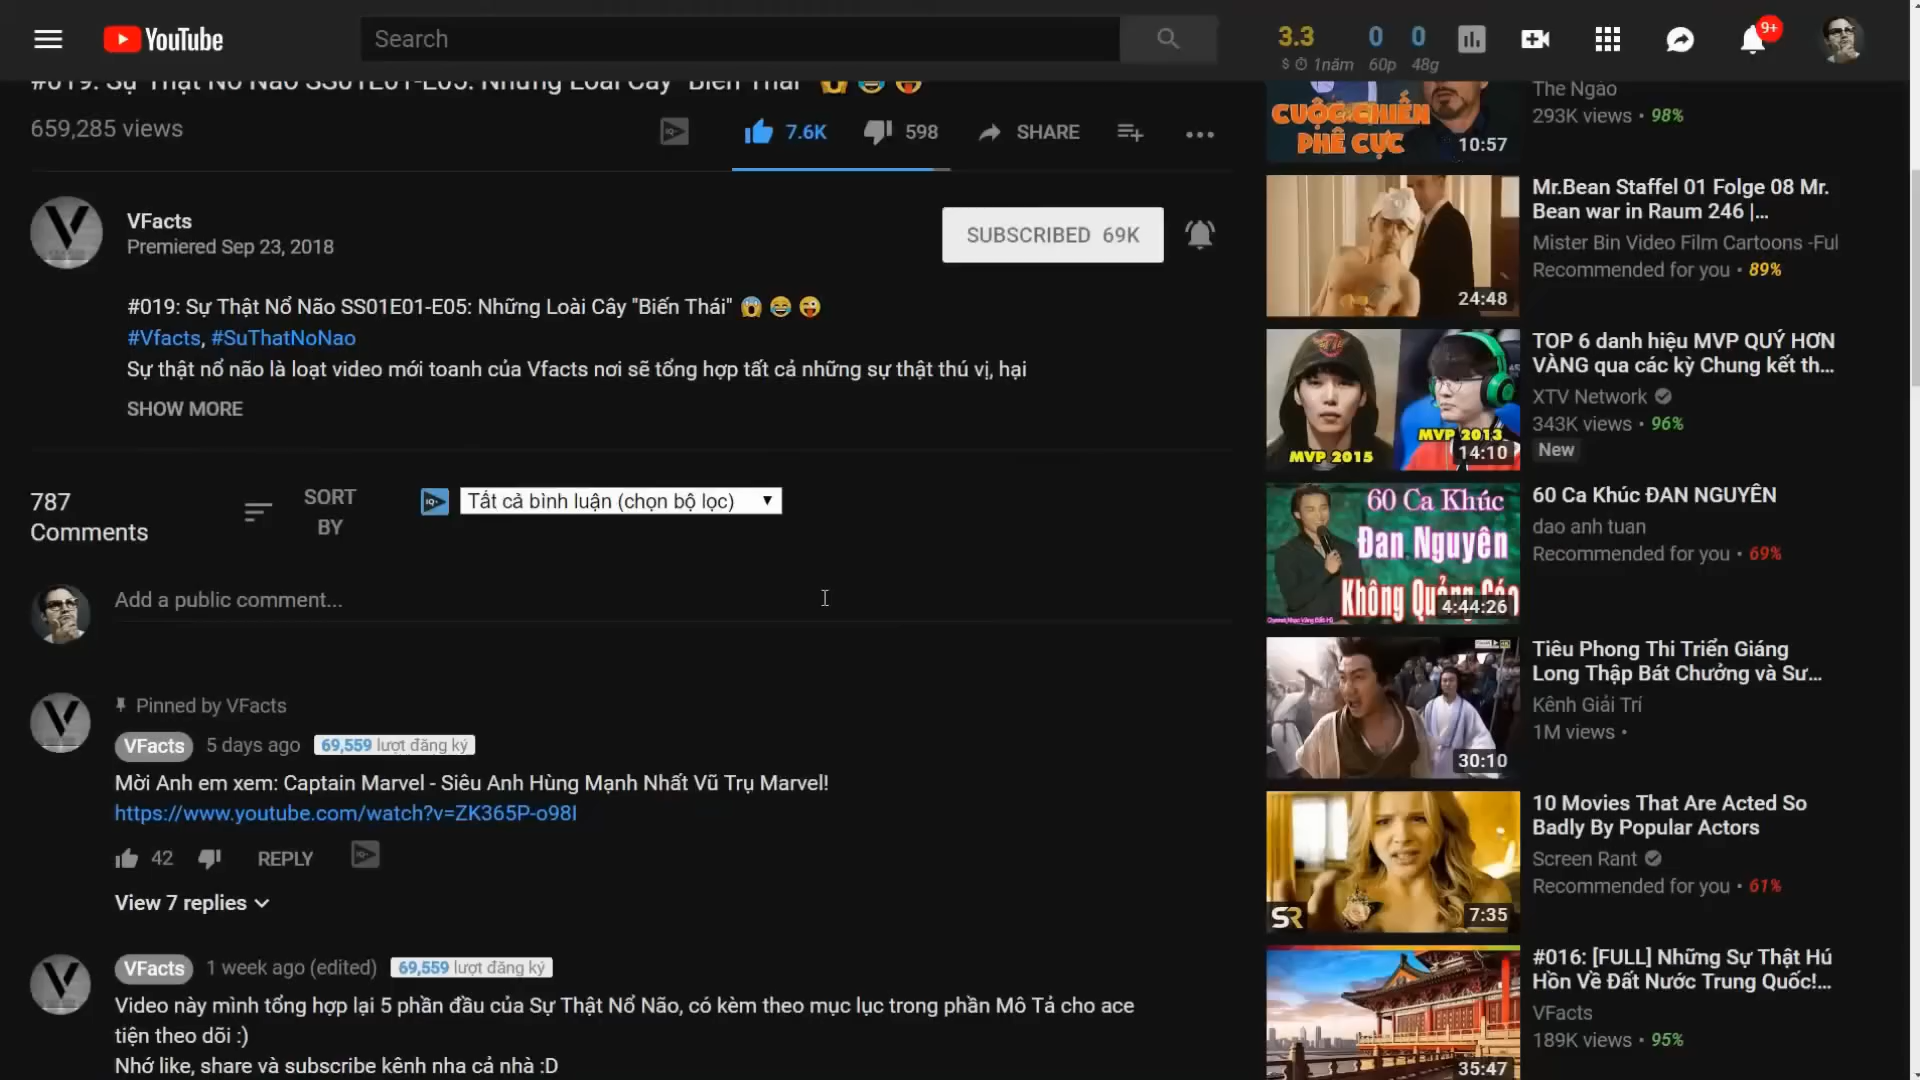 YouTube
Search
3.3
0
0
9+
$ 1năm
60p
48g
#019: Sự Thật Nổ Não SS01E01-E05: Những Loài Cây "Biến Thái" 😱 😂 😜
659,285 views
7.6K
598
SHARE
VFacts
Premiered Sep 23, 2018
SUBSCRIBED 69K
#019: Sự Thật Nổ Não SS01E01-E05: Những Loài Cây "Biến Thái" 😱 😂 😜
#Vfacts, #SuThatNoNao
Sự thật nổ não là loạt video mới toanh của Vfacts nơi sẽ tổng hợp tất cả những sự thật thú vị, hại
SHOW MORE
787
Comments
SORT
BY
Tất cả bình luận (chọn bộ lọc)
Add a public comment...
Pinned by VFacts
VFacts 5 days ago 69,559 lượt đăng ký
Mời Anh em xem: Captain Marvel - Siêu Anh Hùng Mạnh Nhất Vũ Trụ Marvel!
https://www.youtube.com/watch?v=ZK365P-o98I
42 REPLY
View 7 replies
VFacts 1 week ago (edited) 69,559 lượt đăng ký
Video này mình tổng hợp lại 5 phần đầu của Sự Thật Nổ Não, có kèm theo mục lục trong phần Mô Tả cho ace
tiện theo dõi :)
Nhớ like, share và subscribe kênh nha cả nhà :D
CUỘC CHIẾN
PHÊ CỰC
10:57
The Ngáo
293K views • 98%
24:48
Mr.Bean Staffel 01 Folge 08 Mr.
Bean war in Raum 246 |...
Mister Bin Video Film Cartoons -Ful
Recommended for you • 89%
MVP 2015
MVP 2013
14:10
TOP 6 danh hiệu MVP QUÝ HƠN
VÀNG qua các kỳ Chung kết th...
XTV Network
343K views • 96%
New
60 Ca Khúc
Đan Nguyên
Không Quảng Cáo
4:44:26
60 Ca Khúc ĐAN NGUYÊN
dao anh tuan
Recommended for you • 69%
30:10
Tiêu Phong Thi Triển Giáng
Long Thập Bát Chưởng và Sư...
Kênh Giải Trí
1M views •
SR
7:35
10 Movies That Are Acted So
Badly By Popular Actors
Screen Rant
Recommended for you • 61%
35:47
#016: [FULL] Những Sự Thật Hú
Hồn Về Đất Nước Trung Quốc!...
VFacts
189K views • 95%